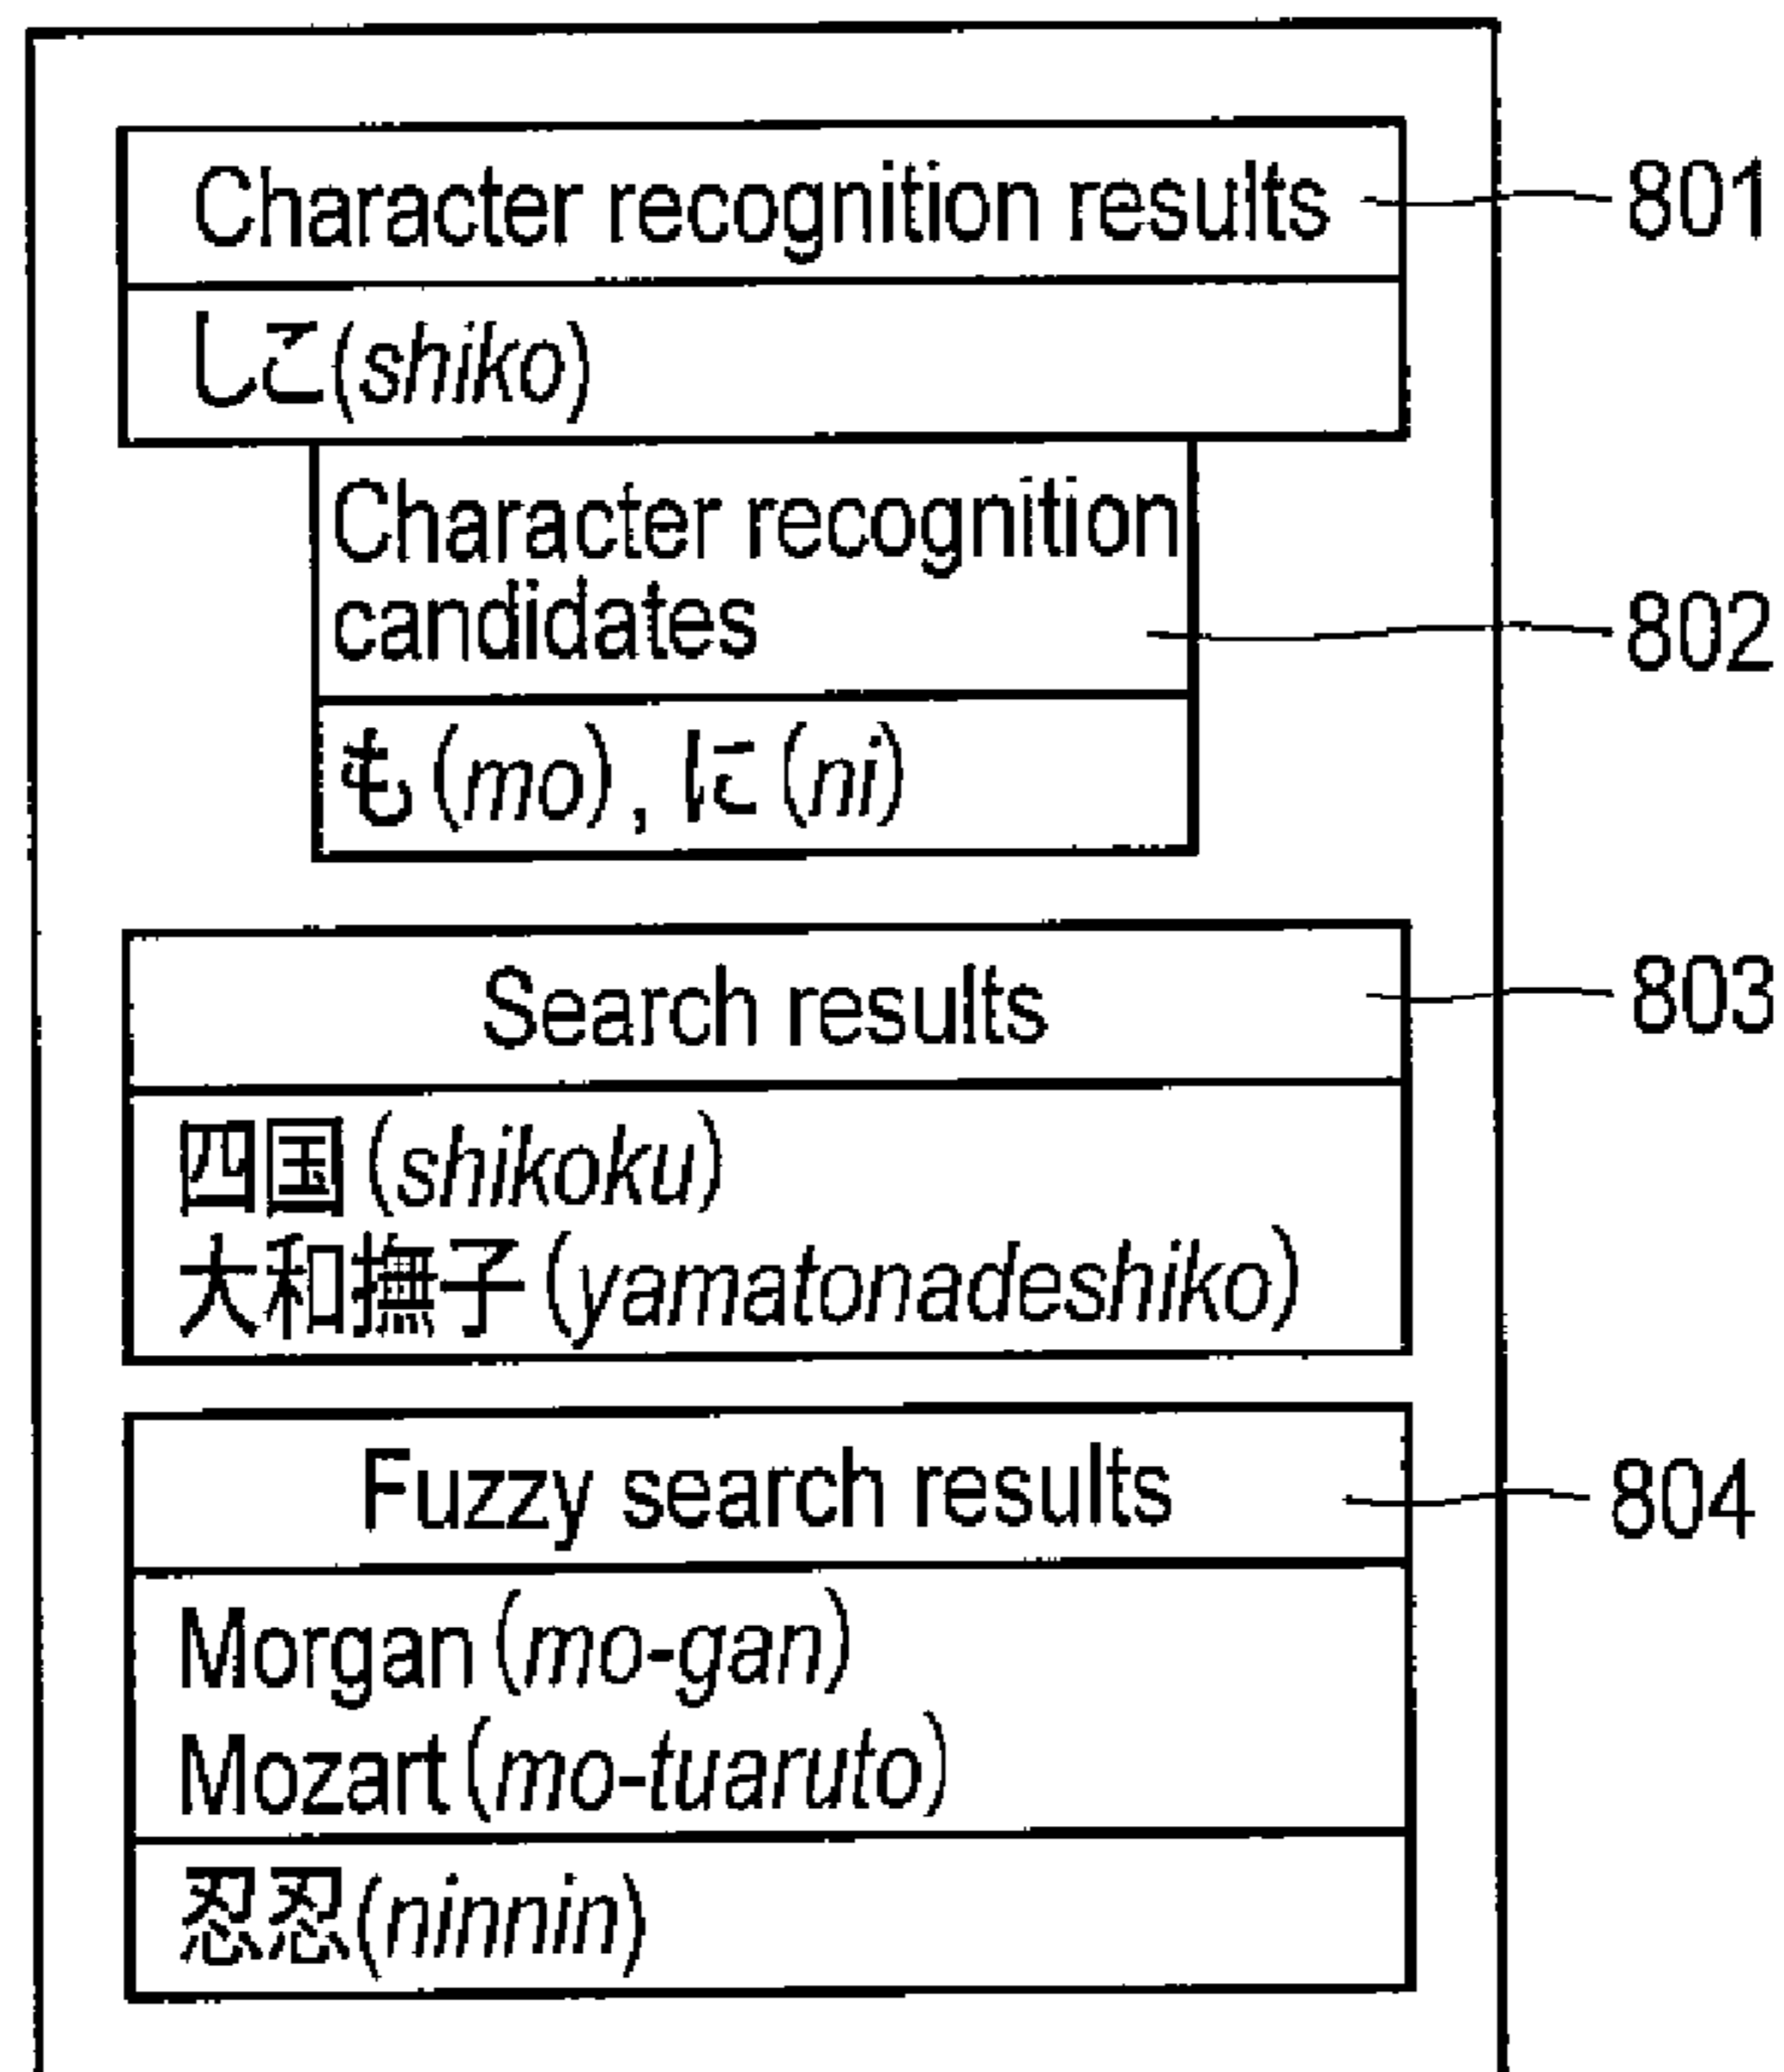 Character recognition results 801
しこ(shiko)
Character recognition
candidates 802
も(mo), に(ni)
Search results 803
四国(shikoku)
大和撫子(yamatonadeshiko)
Fuzzy search results 804
Morgan(mo-gan)
Mozart(mo-tuaruto)
忍忍(ninnin)